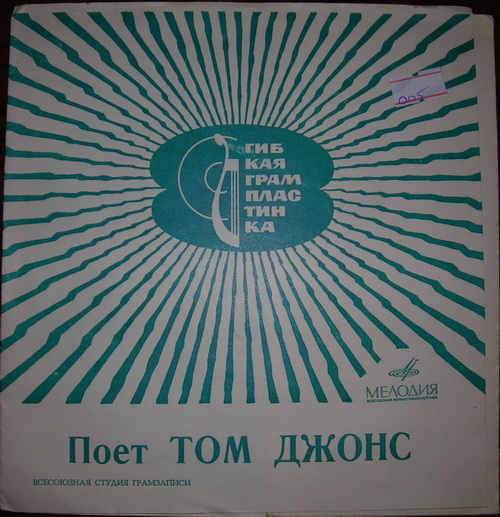 ГИБ
КАЯ
ГРАМ
ПЛАС
ТИН
КА
МЕЛОДИЯ
ВСЕСОЮЗНАЯ ФИРМА ГРАМПЛАСТИНОК
Поет ТОМ ДЖОНС
ВСЕСОЮЗНАЯ СТУДИЯ ГРАМЗАПИСИ